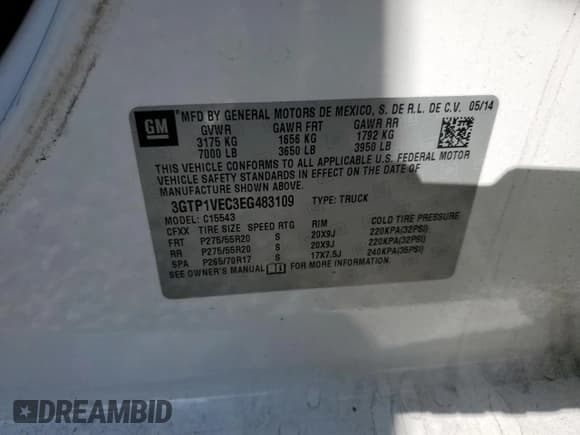 GM
MFD BY GENERAL MOTORS DE MEXICO, S. DE R.L. DE C.V. 05/14
GVWR GAWR FRT GAWR RR
3175 KG 1656 KG 1792 KG
7000 LB 3650 LB 3950 LB
THIS VEHICLE CONFORMS TO ALL APPLICABLE U.S. FEDERAL MOTOR
VEHICLE SAFETY STANDARDS IN EFFECT ON THE DATE OF
MANUFACTURE SHOWN ABOVE.
3GTP1VEC3EG483109 TYPE: TRUCK
MODEL: C15543
CFXX TIRE SIZE SPEED RTG RIM COLD TIRE PRESSURE
FRT P275/55R20 S 20X9J 220KPA(32PSI)
RR P275/55R20 S 20X9J 220KPA(32PSI)
SPA P265/70R17 S 17X7.5J 240KPA(35PSI)
SEE OWNER'S MANUAL FOR MORE INFORMATION.
DREAMBID